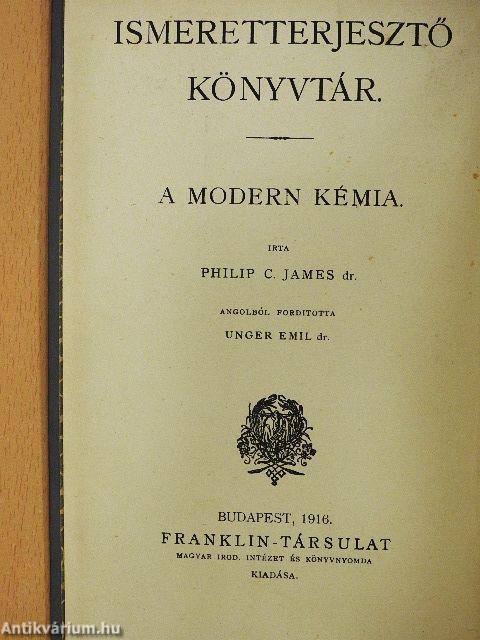 ISMERETTERJESZTŐ
KÖNYVTÁR.
A MODERN KÉMIA.
IRTA
PHILIP C. JAMES dr.
ANGOLBÓL FORDITOTTA
UNGER EMIL dr.
BUDAPEST, 1916.
FRANKLIN-TÁRSULAT
MAGYAR IROD. INTÉZET ÉS KÖNYVNYOMDA
KIADÁSA.
Antikvárium.hu